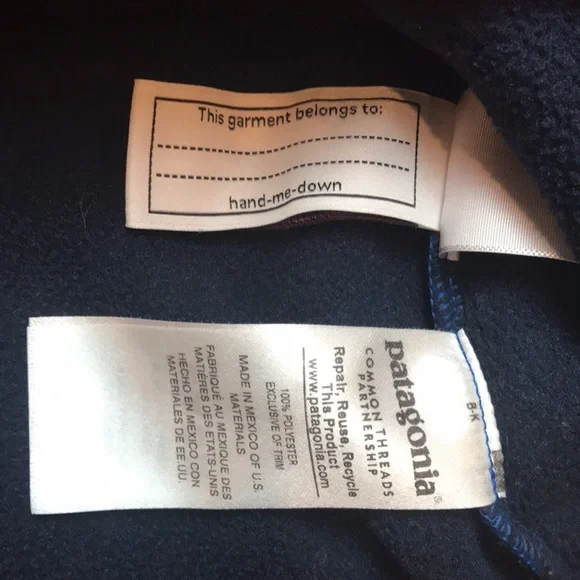 This garment belongs to:
hand-me-down
patagonia®
COMMON THREADS
PARTNERSHIP
Repair, Reuse, Recycle
This Product
www.patagonia.com
100% POLYESTER
EXCLUSIVE OF TRIM
MADE IN MEXICO OF U.S.
MATERIALS
FABRIQUÉ AU MEXIQUE DES
MATIÈRES DES ÉTATS-UNIS
HECHO EN MEXICO CON
MATERIALES DE EE.UU.